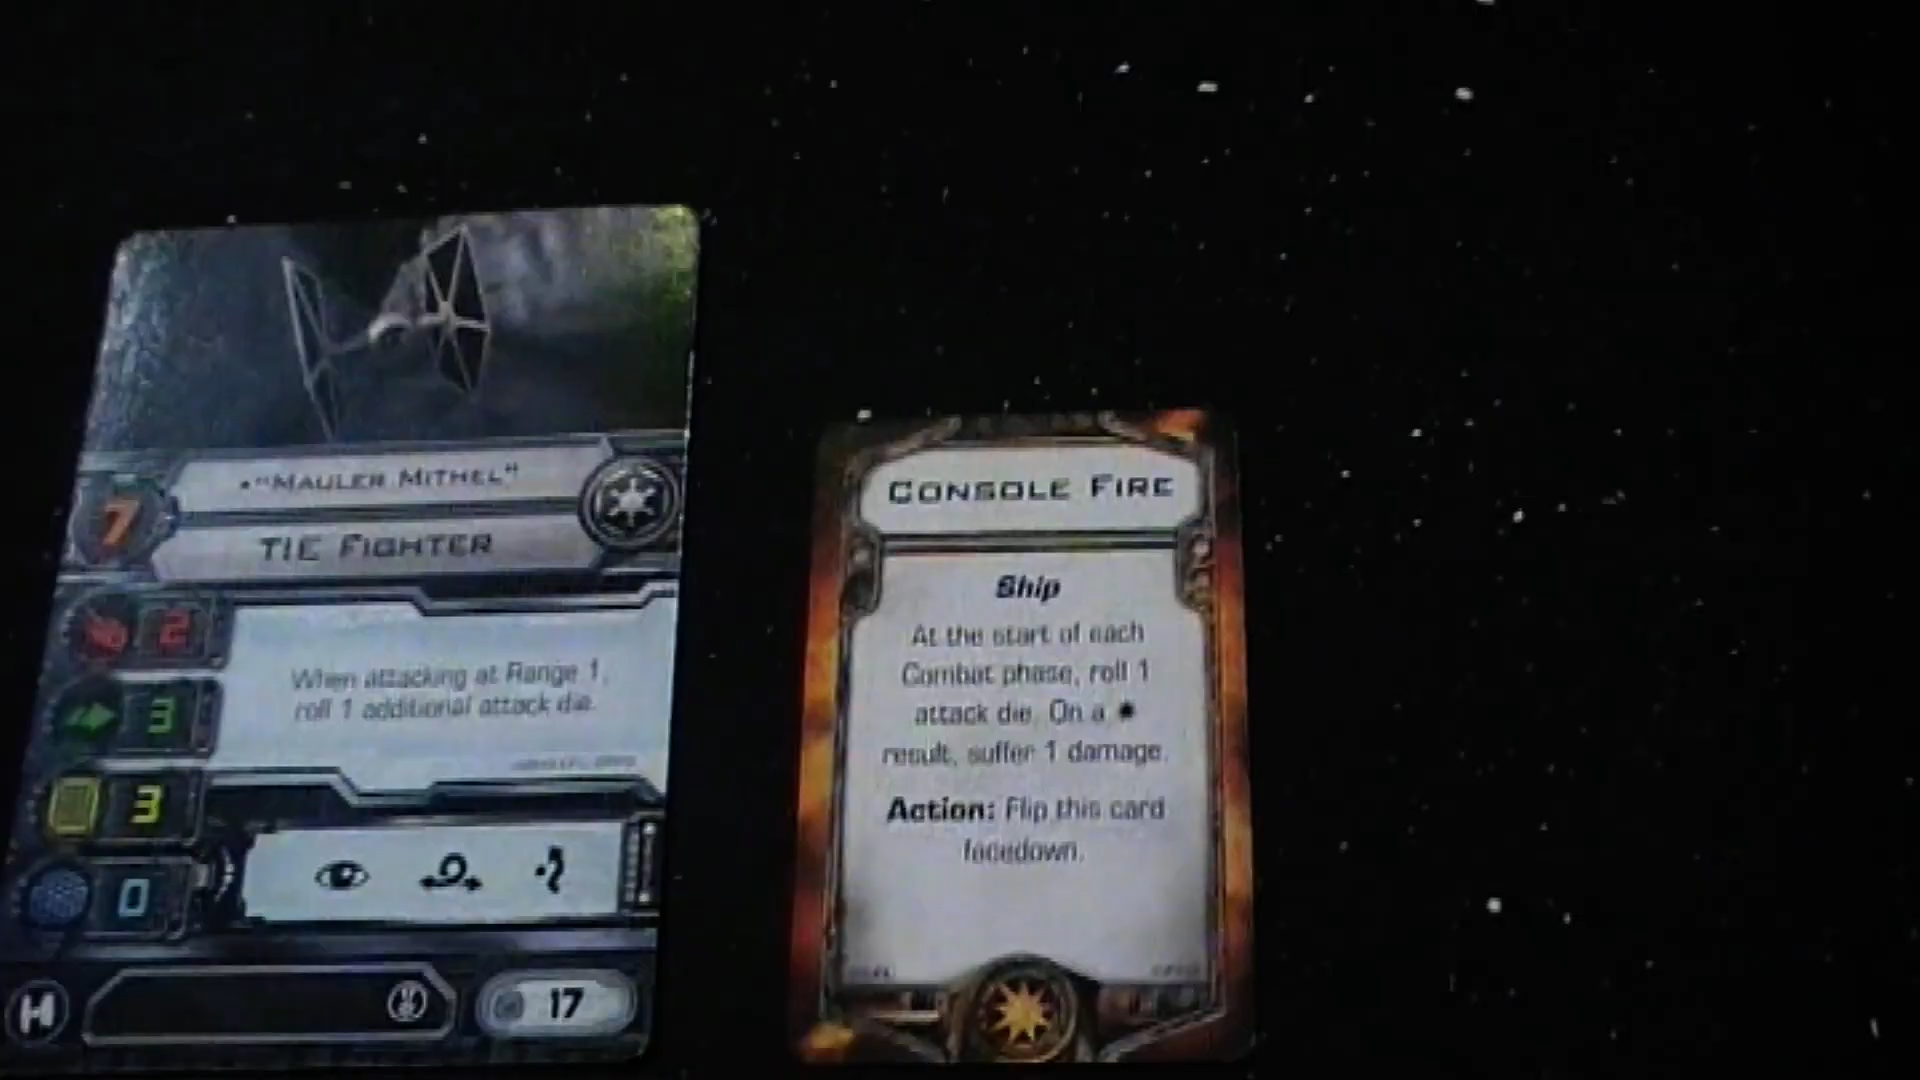 •"Mauler Mithel"
7
TIE Fighter
2
When attacking at Range 1,
roll 1 additional attack die.
3
3
0
17
Console Fire
Ship
At the start of each
Combat phase, roll 1
attack die. On a
result, suffer 1 damage.
Action: Flip this card
facedown.